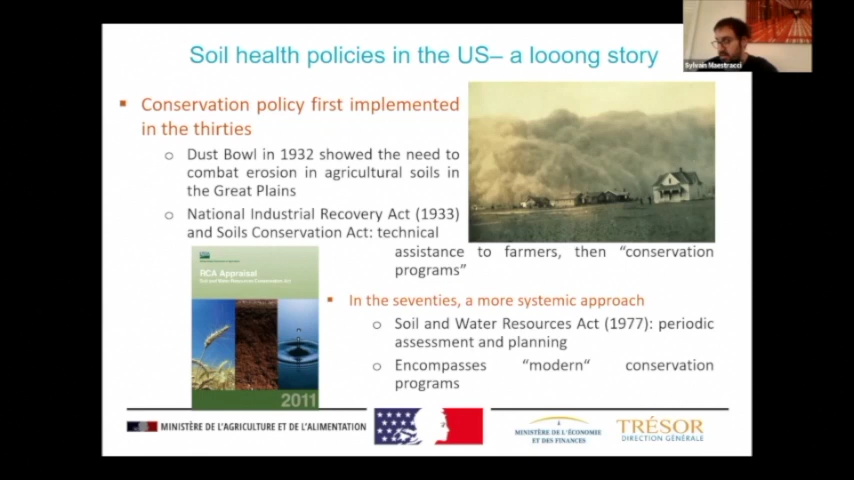 Soil health policies in the US– a looong story
Sylvain Maestracci
Conservation policy first implemented
in the thirties
Dust Bowl in 1932 showed the need to
combat erosion in agricultural soils in
the Great Plains
National Industrial Recovery Act (1933)
and Soils Conservation Act: technical
assistance to farmers, then “conservation
programs”
RCA Appraisal
Soil and Water Resources Conservation Act
2011
In the seventies, a more systemic approach
Soil and Water Resources Act (1977): periodic
assessment and planning
Encompasses “modern“ conservation
programs
MINISTÈRE DE L'AGRICULTURE ET DE L'ALIMENTATION
MINISTÈRE DE L'ÉCONOMIE
ET DES FINANCES
TRÉSOR
DIRECTION GÉNÉRALE